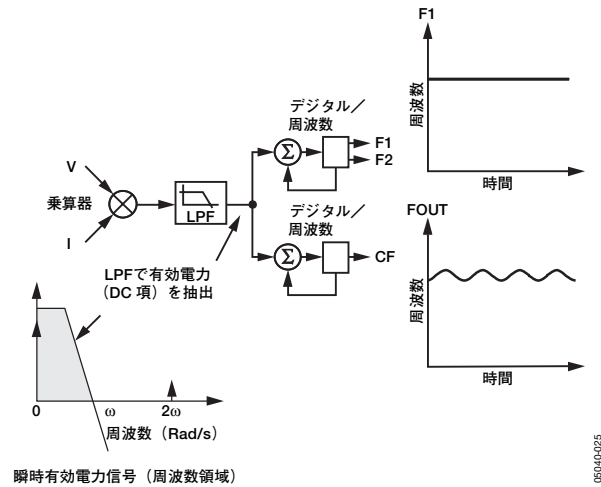 F1
周波数
時間
デジタル／
周波数
Σ
F1
F2
V
乗算器
I
LPF
デジタル／
周波数
Σ
CF
FOUT
周波数
時間
LPFで有効電力
（DC 項）を抽出
0
ω
2ω
周波数（Rad/s）
瞬時有効電力信号（周波数領域）
05040-025